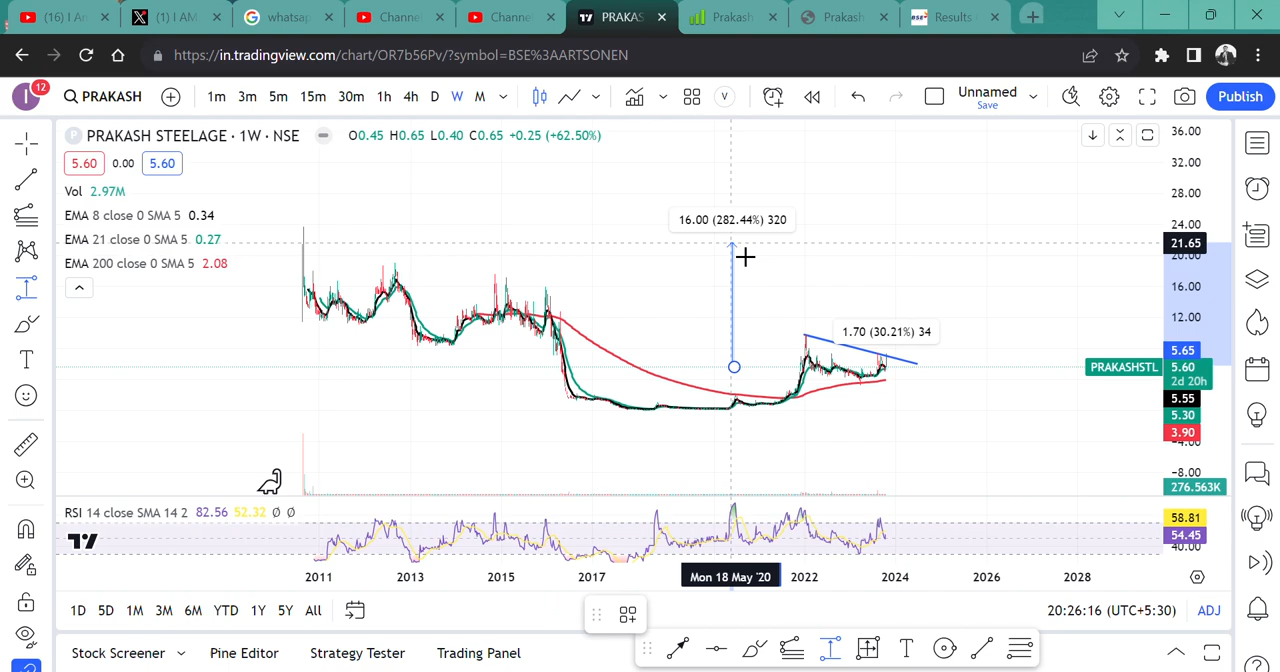 (16) I Ar
(1) I AM
whatsap
Channe
Channe
PRAKAS
Prakash
Prakash
BSE Results
https://in.tradingview.com/chart/OR7b56Pv/?symbol=BSE%3AARTSONEN
I 12 PRAKASH 1m 3m 5m 15m 30m 1h 4h D W M V Unnamed Save Publish
P PRAKASH STEELAGE · 1W · NSE O0.45 H0.65 L0.40 C0.65 +0.25 (+62.50%)
5.60 0.00 5.60
Vol 2.97M
EMA 8 close 0 SMA 5 0.34
EMA 21 close 0 SMA 5 0.27
EMA 200 close 0 SMA 5 2.08
16.00 (282.44%) 320
1.70 (30.21%) 34
36.00
32.00
28.00
24.00
21.65
20.00
16.00
12.00
5.65
PRAKASHSTL 5.60
2d 20h
5.55
5.30
3.90
−4.00
−8.00
276.563K
RSI 14 close SMA 14 2 82.56 52.32 Ø Ø
58.81
54.45
40.00
2011 2013 2015 2017 Mon 18 May '20 2022 2024 2026 2028
1D 5D 1M 3M 6M YTD 1Y 5Y All 20:26:16 (UTC+5:30) ADJ
Stock Screener Pine Editor Strategy Tester Trading Panel